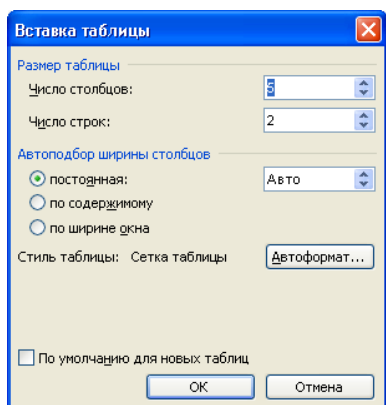 Вставка таблицы
Размер таблицы
Число столбцов: 5
Число строк: 2
Автоподбор ширины столбцов
постоянная: Авто
по содержимому
по ширине окна
Стиль таблицы: Сетка таблицы Автоформат...
По умолчанию для новых таблиц
ОК Отмена